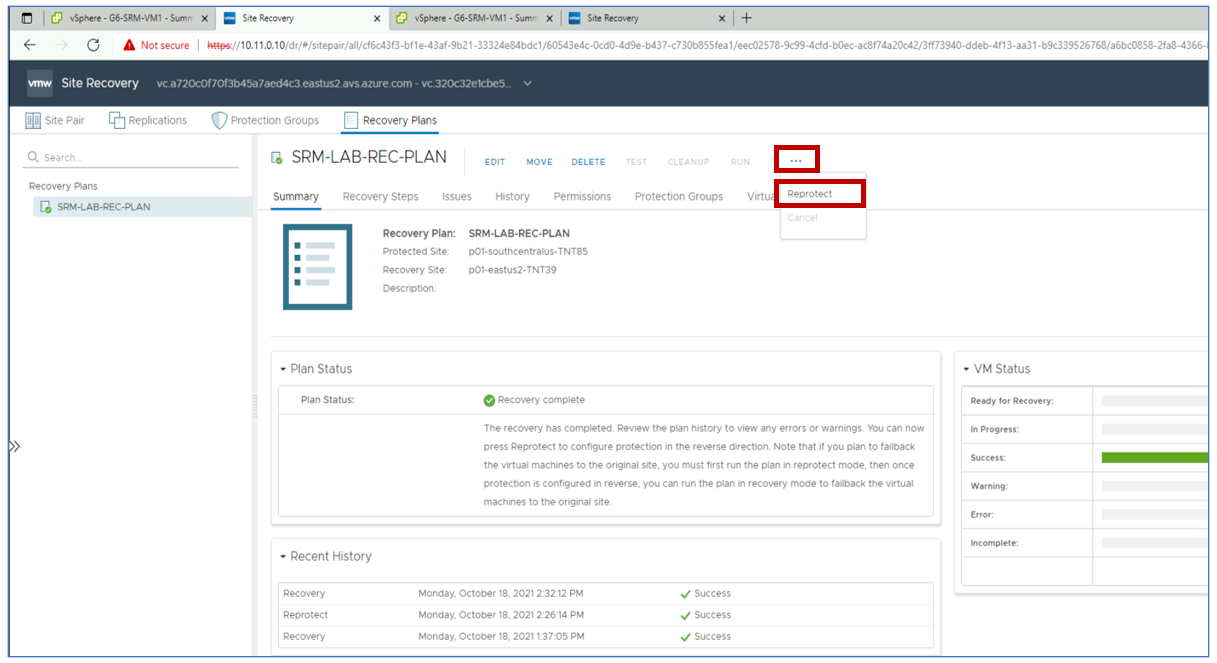 vSphere - G6-SRM-VM1 - Summ
Site Recovery
vSphere - G6-SRM-VM1 - Summ
Site Recovery
Not secure
https://10.11.0.10/dr/#/sitepair/all/cf6c43f3-bf1e-43af-9b21-33324e84bdc1/60543e4c-0cd0-4d9e-b437-c730b855fea1/eec02578-9c99-4cfd-b0ec-ac8f74a20c42/3ff73940-ddeb-4f13-aa31-b9c339526768/a6bc0858-2fa8-4366-
vmw Site Recovery vc.a720c0f70f3b45a7aed4c3.eastus2.avs.azure.com - vc.320c32e1cbe5...
Site Pair Replications Protection Groups Recovery Plans
Search...
Recovery Plans
SRM-LAB-REC-PLAN
SRM-LAB-REC-PLAN EDIT MOVE DELETE TEST CLEANUP RUN ...
Reprotect
Cancel
Summary Recovery Steps Issues History Permissions Protection Groups
Recovery Plan: SRM-LAB-REC-PLAN
Protected Site: p01-southcentralus-TNT85
Recovery Site: p01-eastus2-TNT39
Description:
Plan Status
Plan Status: Recovery complete
The recovery has completed. Review the plan history to view any errors or warnings. You can now
press Reprotect to configure protection in the reverse direction. Note that if you plan to failback
the virtual machines to the original site, you must first run the plan in reprotect mode, then once
protection is configured in reverse, you can run the plan in recovery mode to failback the virtual
machines to the original site.
Recent History
Recovery Monday, October 18, 2021 2:32:12 PM Success
Reprotect Monday, October 18, 2021 2:26:14 PM Success
Recovery Monday, October 18, 2021 1:37:05 PM Success
VM Status
Ready for Recovery:
In Progress:
Success:
Warning:
Error:
Incomplete: